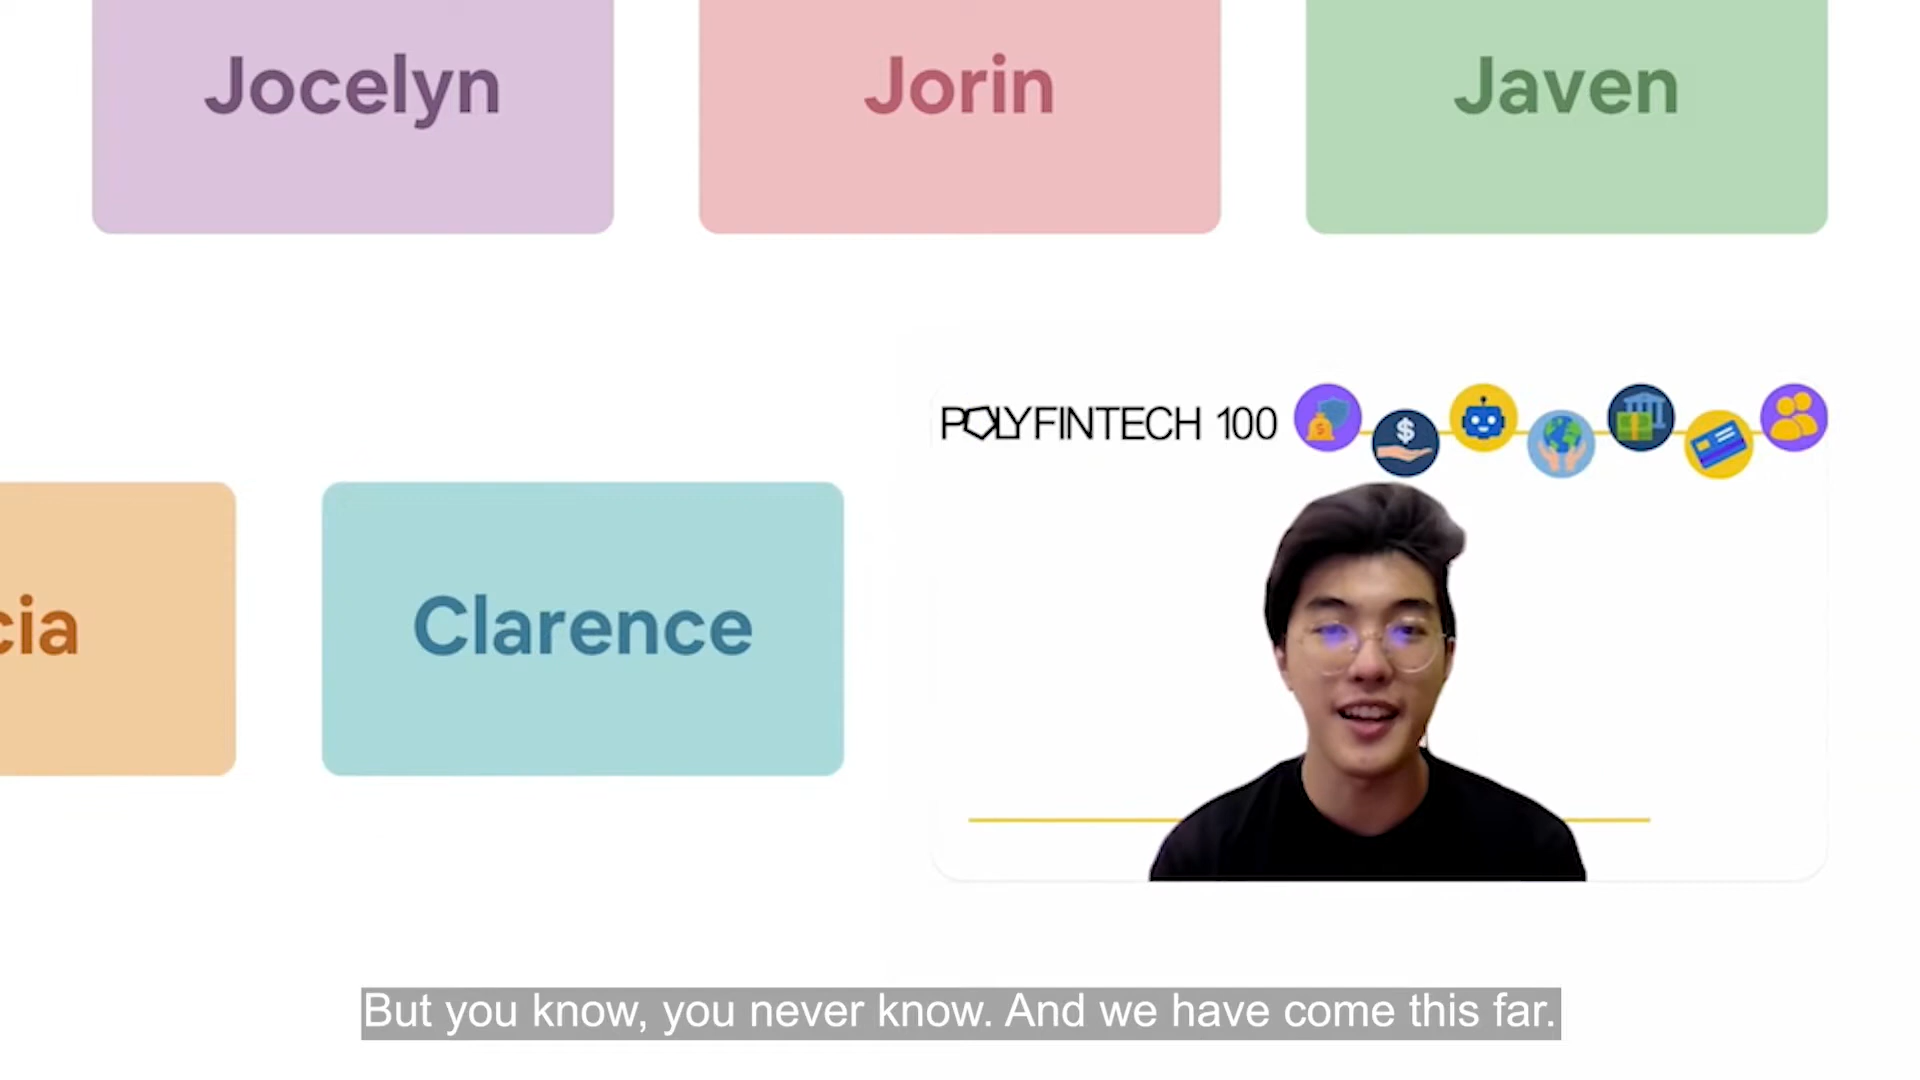 Jocelyn
Jorin
Javen
POLYFINTECH 100
cia
Clarence
But you know, you never know. And we have come this far.